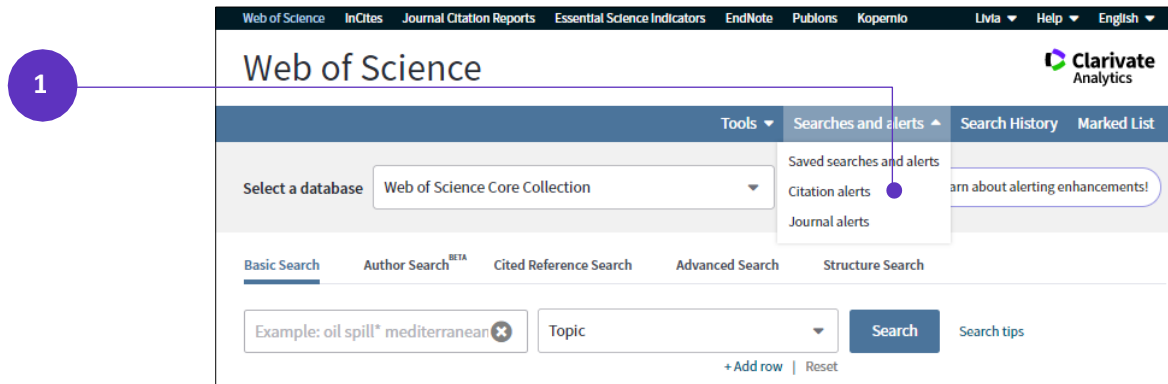 Web of Science InCites Journal Citation Reports Essential Science Indicators EndNote Publons Kopernio Livia Help English
Web of Science
Clarivate
Analytics
1
Tools Searches and alerts Search History Marked List
Saved searches and alerts
Select a database Web of Science Core Collection Citation alerts arn about alerting enhancements!
Journal alerts
Basic Search Author Search BETA Cited Reference Search Advanced Search Structure Search
Example: oil spill* mediterranean Topic Search Search tips
+ Add row | Reset